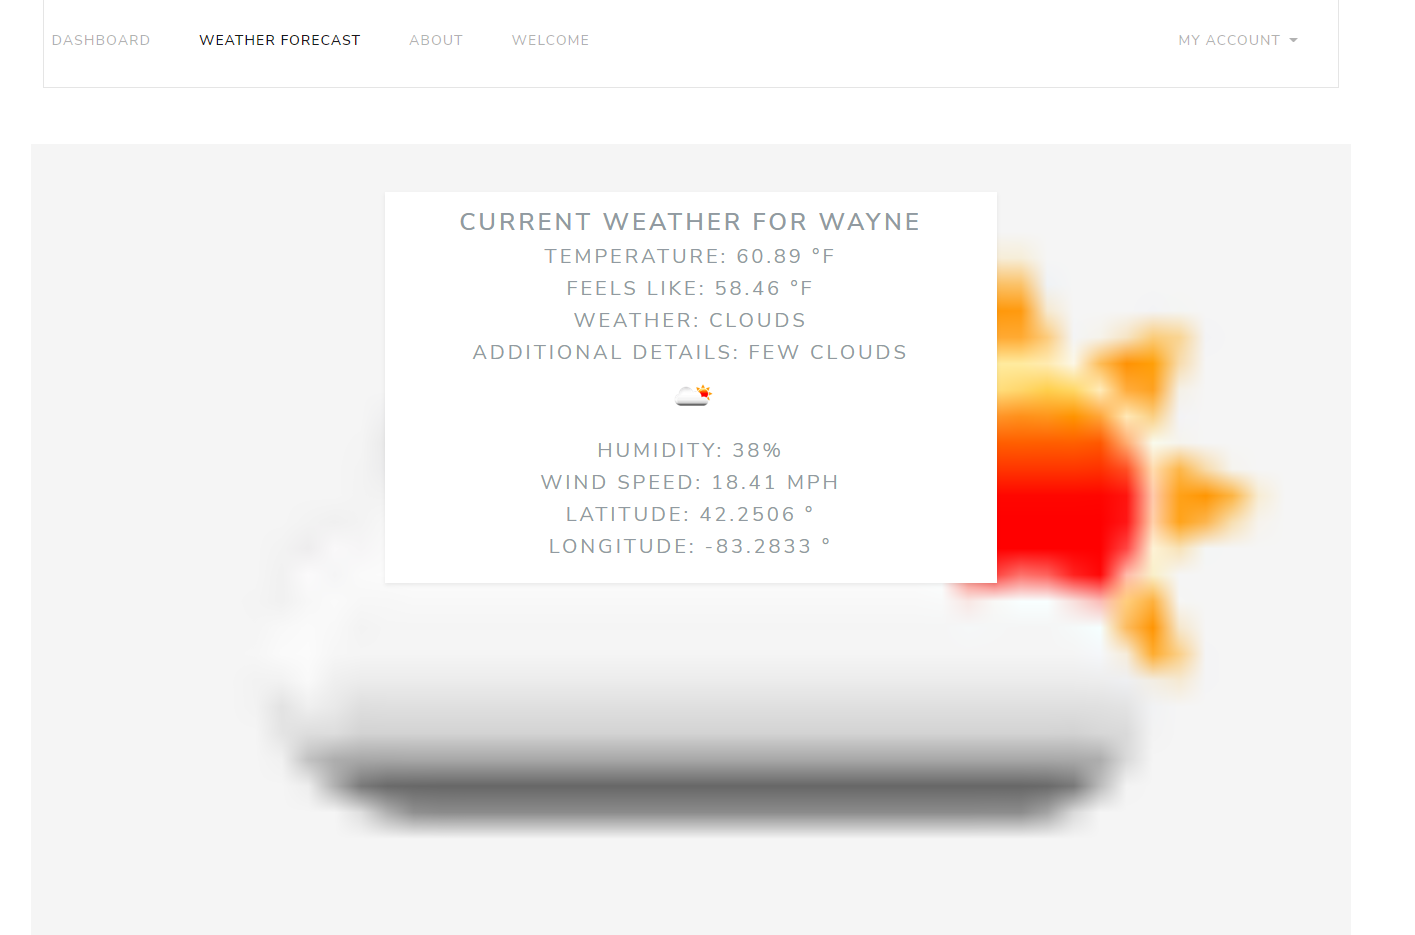 DASHBOARD WEATHER FORECAST ABOUT WELCOME MY ACCOUNT
CURRENT WEATHER FOR WAYNE
TEMPERATURE: 60.89 °F
FEELS LIKE: 58.46 °F
WEATHER: CLOUDS
ADDITIONAL DETAILS: FEW CLOUDS
HUMIDITY: 38%
WIND SPEED: 18.41 MPH
LATITUDE: 42.2506 °
LONGITUDE: -83.2833 °